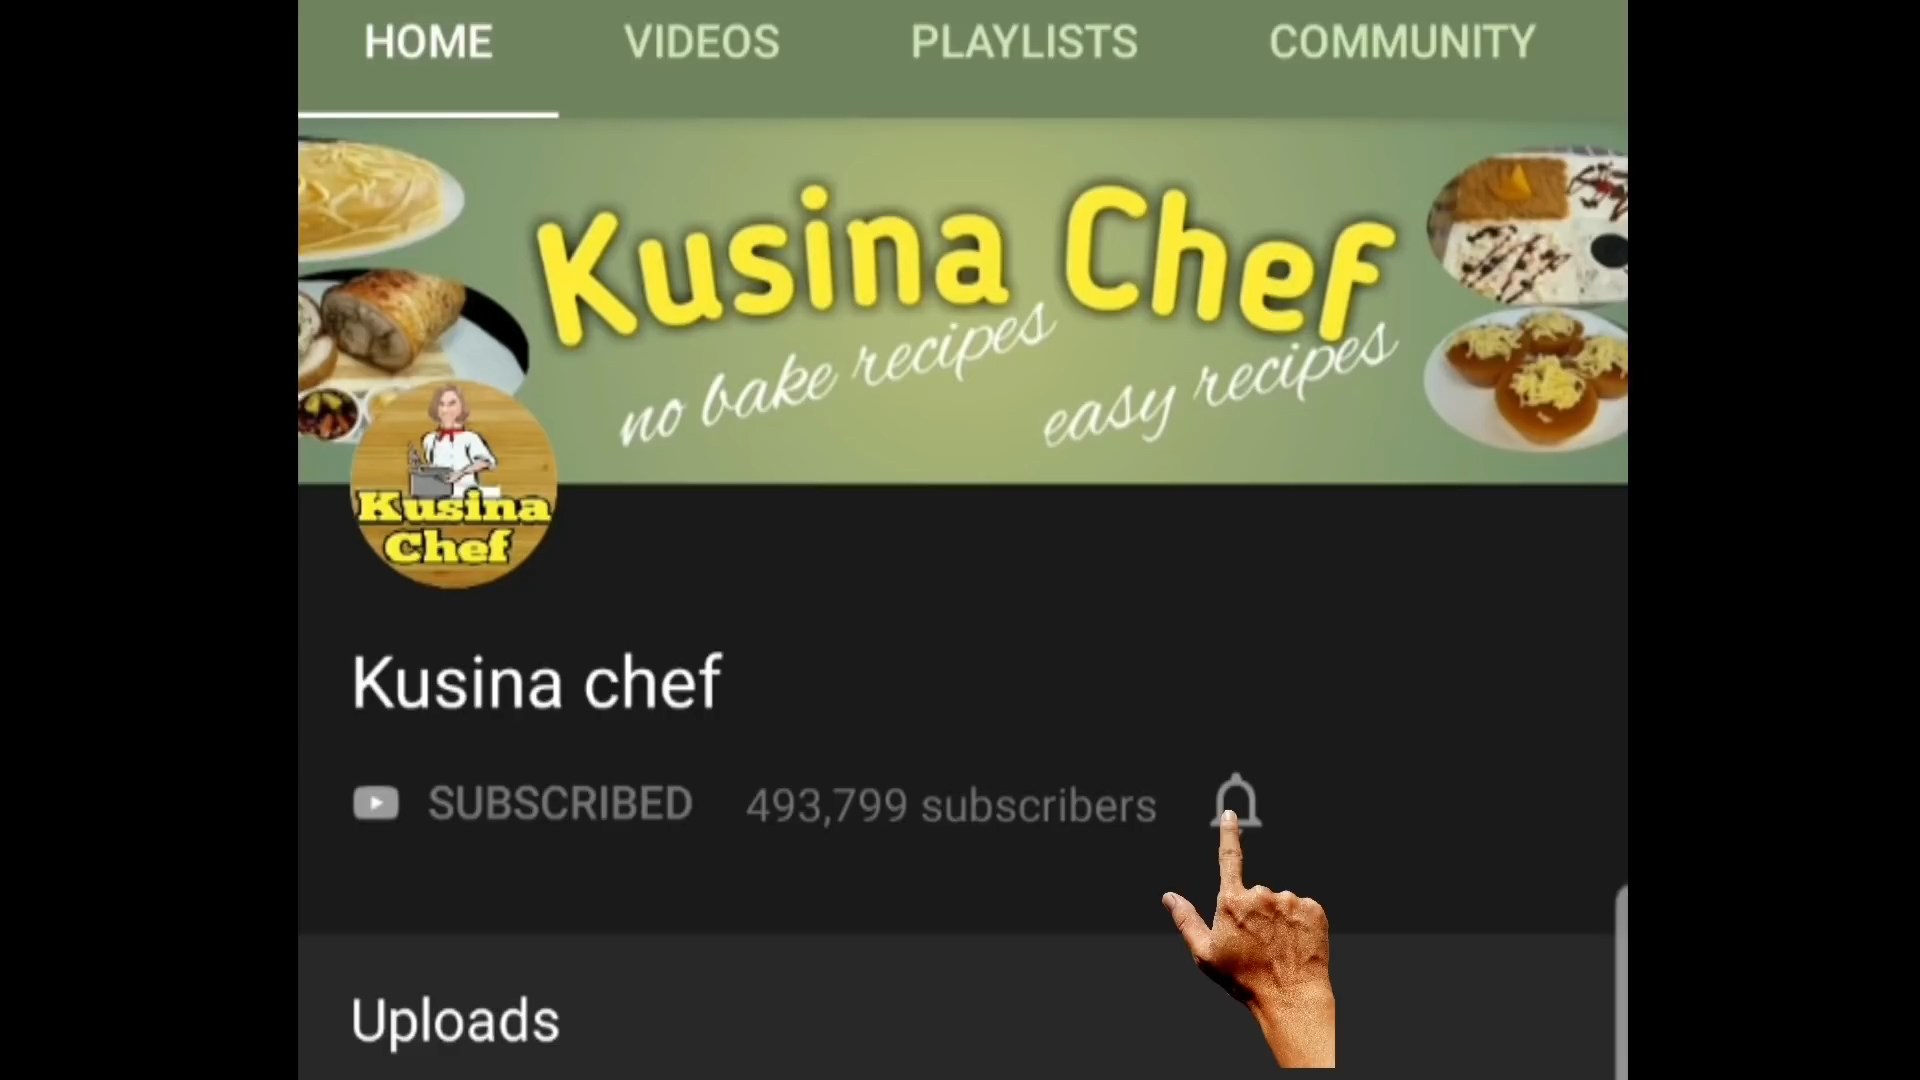 HOME VIDEOS PLAYLISTS COMMUNITY
Kusina Chef
no bake recipes
easy recipes
Kusina
Chef
Kusina chef
SUBSCRIBED 493,799 subscribers
Uploads